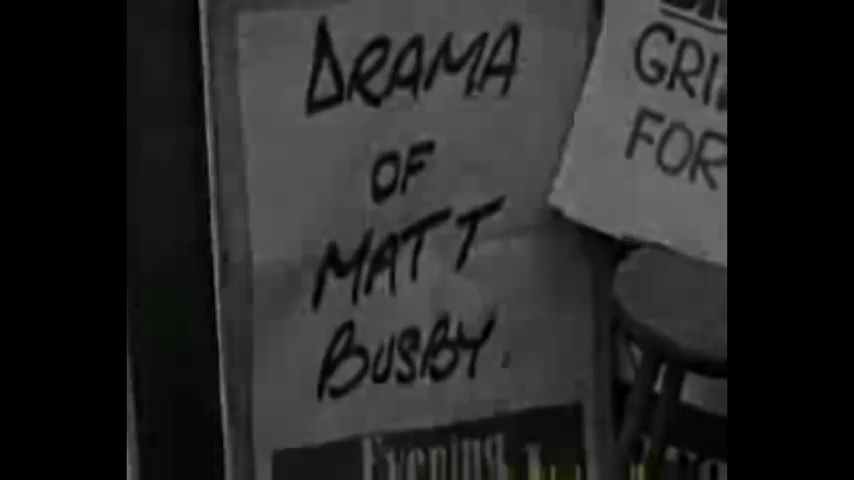 DRAMA
OF
MATT
BUSBY.
Evening
GRI
FOR